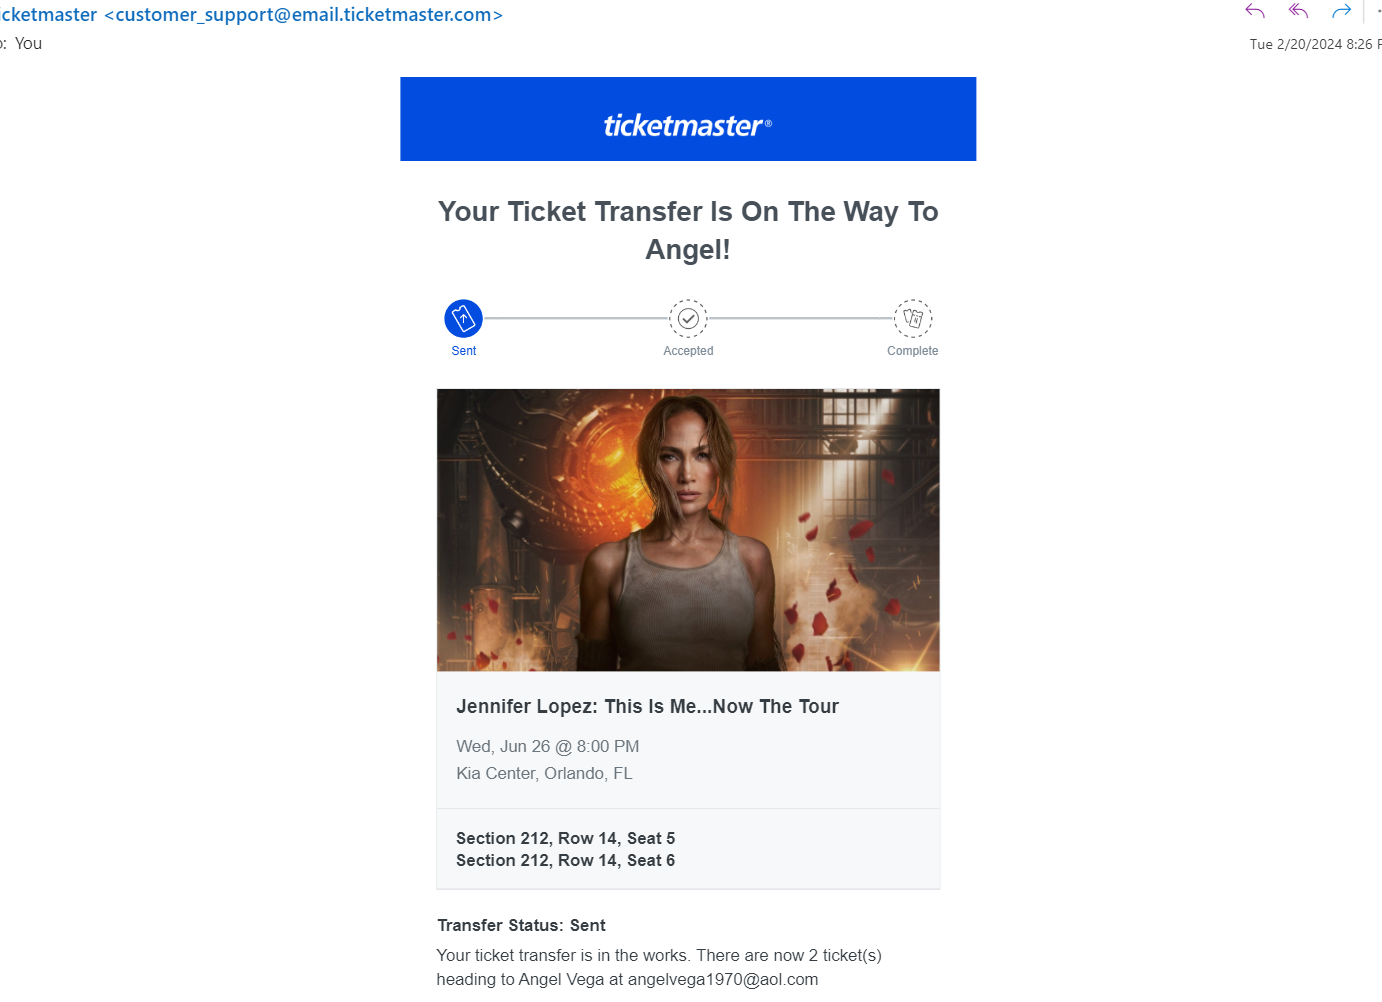 icketmaster <customer_support@email.ticketmaster.com>
o: You
Tue 2/20/2024 8:26 P
ticketmaster®
Your Ticket Transfer Is On The Way To
Angel!
Sent
Accepted
Complete
Jennifer Lopez: This Is Me...Now The Tour
Wed, Jun 26 @ 8:00 PM
Kia Center, Orlando, FL
Section 212, Row 14, Seat 5
Section 212, Row 14, Seat 6
Transfer Status: Sent
Your ticket transfer is in the works. There are now 2 ticket(s)
heading to Angel Vega at angelvega1970@aol.com